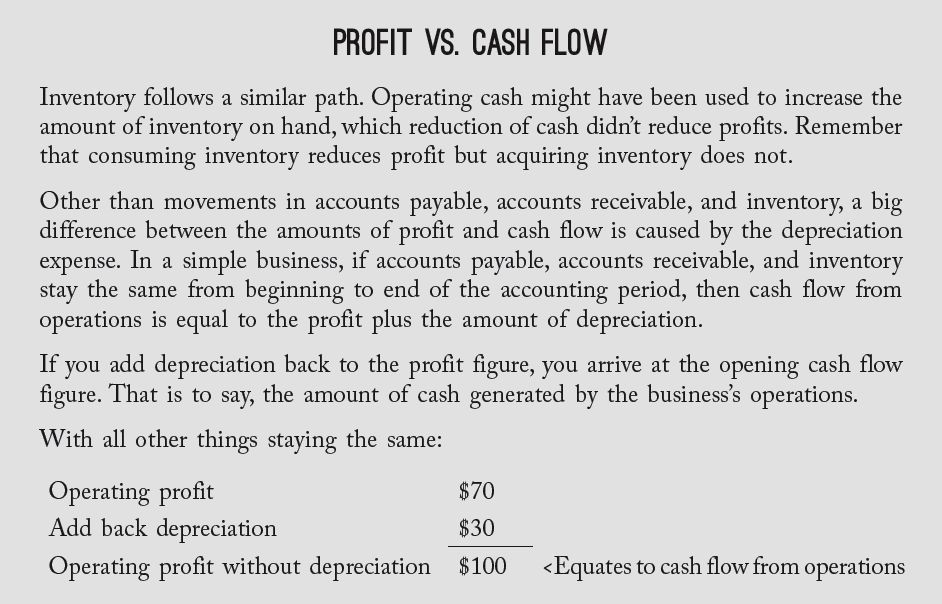 PROFIT VS. CASH FLOW
Inventory follows a similar path. Operating cash might have been used to increase the
amount of inventory on hand, which reduction of cash didn't reduce profits. Remember
that consuming inventory reduces profit but acquiring inventory does not.
Other than movements in accounts payable, accounts receivable, and inventory, a big
difference between the amounts of profit and cash flow is caused by the depreciation
expense. In a simple business, if accounts payable, accounts receivable, and inventory
stay the same from beginning to end of the accounting period, then cash flow from
operations is equal to the profit plus the amount of depreciation.
If you add depreciation back to the profit figure, you arrive at the opening cash flow
figure. That is to say, the amount of cash generated by the business's operations.
With all other things staying the same:
Operating profit $70
Add back depreciation $30
Operating profit without depreciation $100 <Equates to cash flow from operations